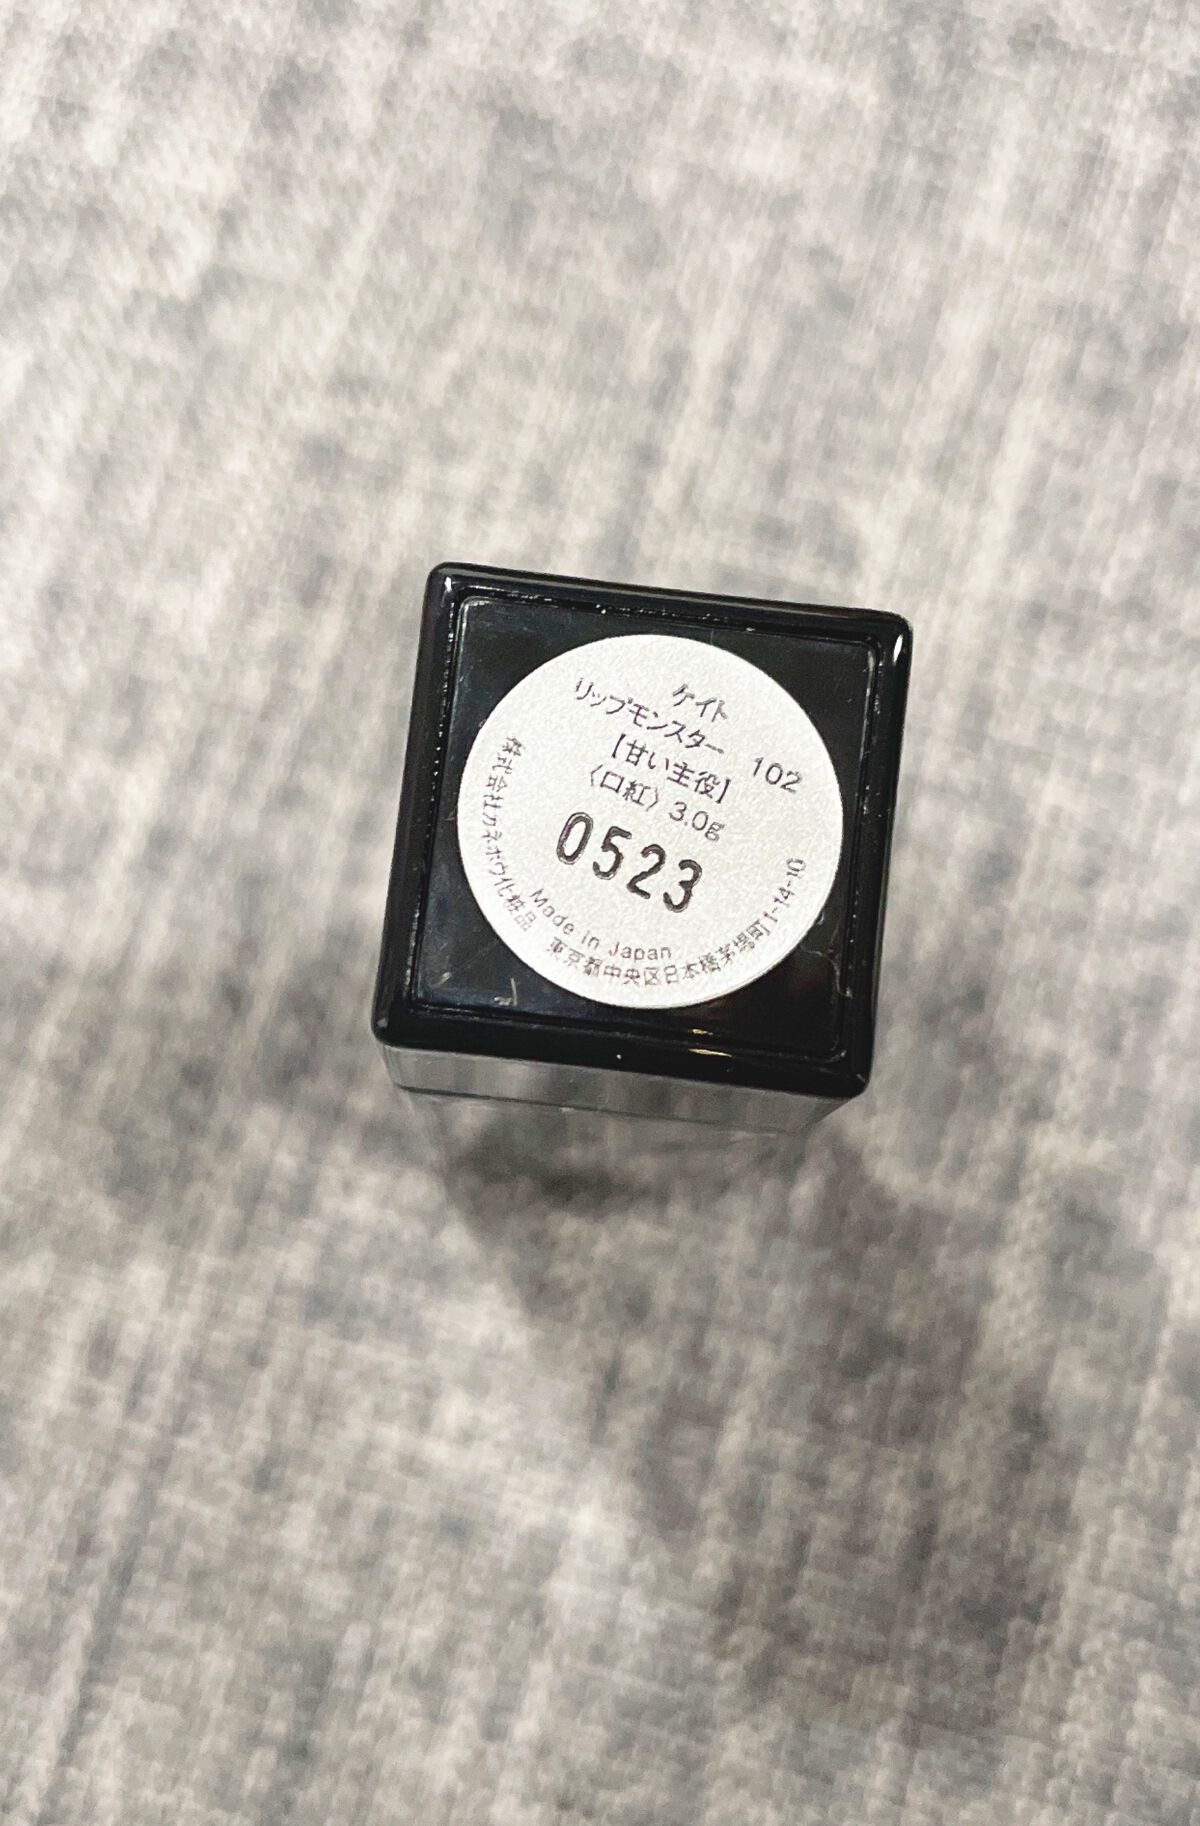 ケイト
リップモンスター 102
【甘い主役】
〈口紅〉3.0g
0523
Made in Japan
株式会社カネボウ化粧品 東京都中央区日本橋茅場町1-14-10